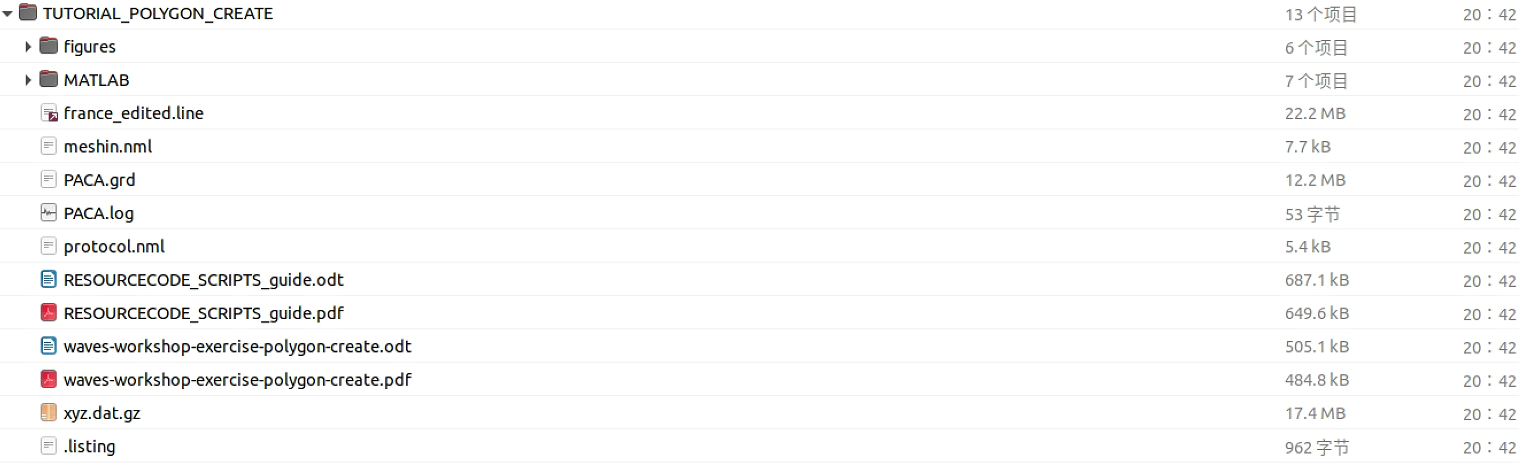 TUTORIAL_POLYGON_CREATE 13 个项目 20：42
figures 6 个项目 20：42
MATLAB 7 个项目 20：42
france_edited.line 22.2 MB 20：42
meshin.nml 7.7 kB 20：42
PACA.grd 12.2 MB 20：42
PACA.log 53 字节 20：42
protocol.nml 5.4 kB 20：42
RESOURCECODE_SCRIPTS_guide.odt 687.1 kB 20：42
RESOURCECODE_SCRIPTS_guide.pdf 649.6 kB 20：42
waves-workshop-exercise-polygon-create.odt 505.1 kB 20：42
waves-workshop-exercise-polygon-create.pdf 484.8 kB 20：42
xyz.dat.gz 17.4 MB 20：42
.listing 962 字节 20：42